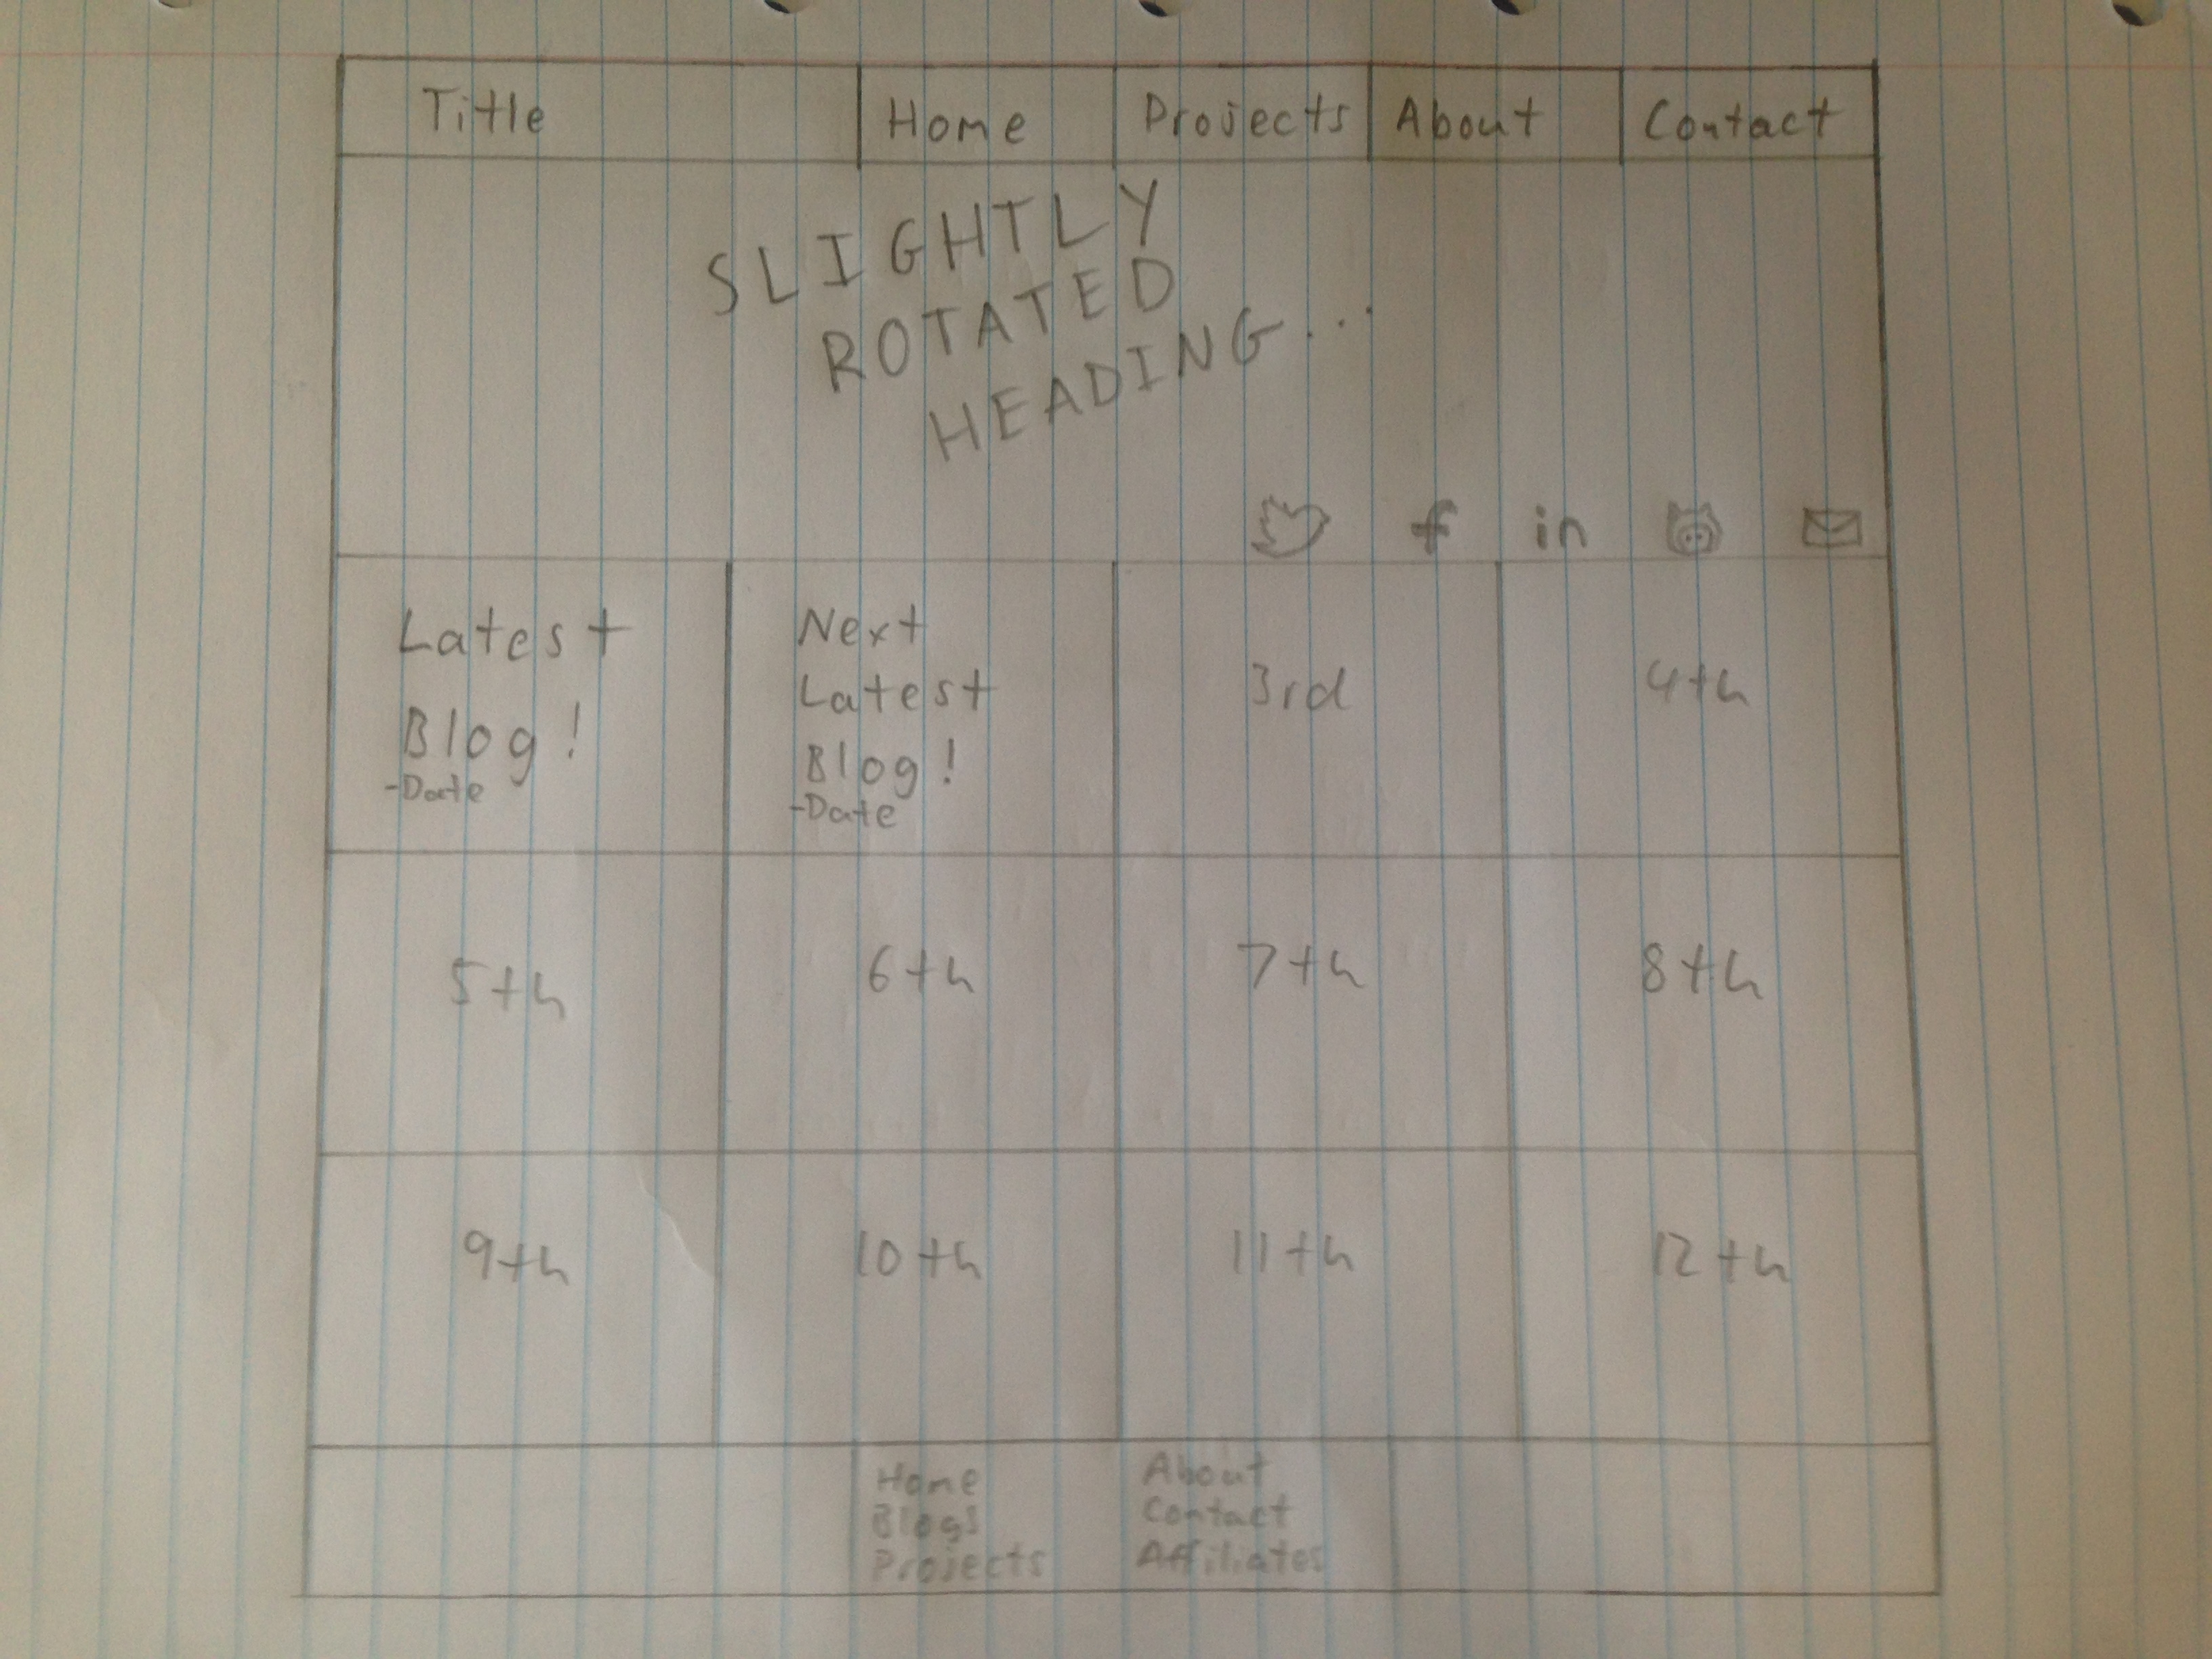 Title Home Projects About Contact
SLIGHTLY
ROTATED
HEADING...
f in
Latest
Blog!
-Date
Next
Latest
Blog!
-Date
3rd
4th
5th
6th
7th
8th
9th
10th
11th
12th
Home
Blogs
Projects
About
Contact
Affiliates